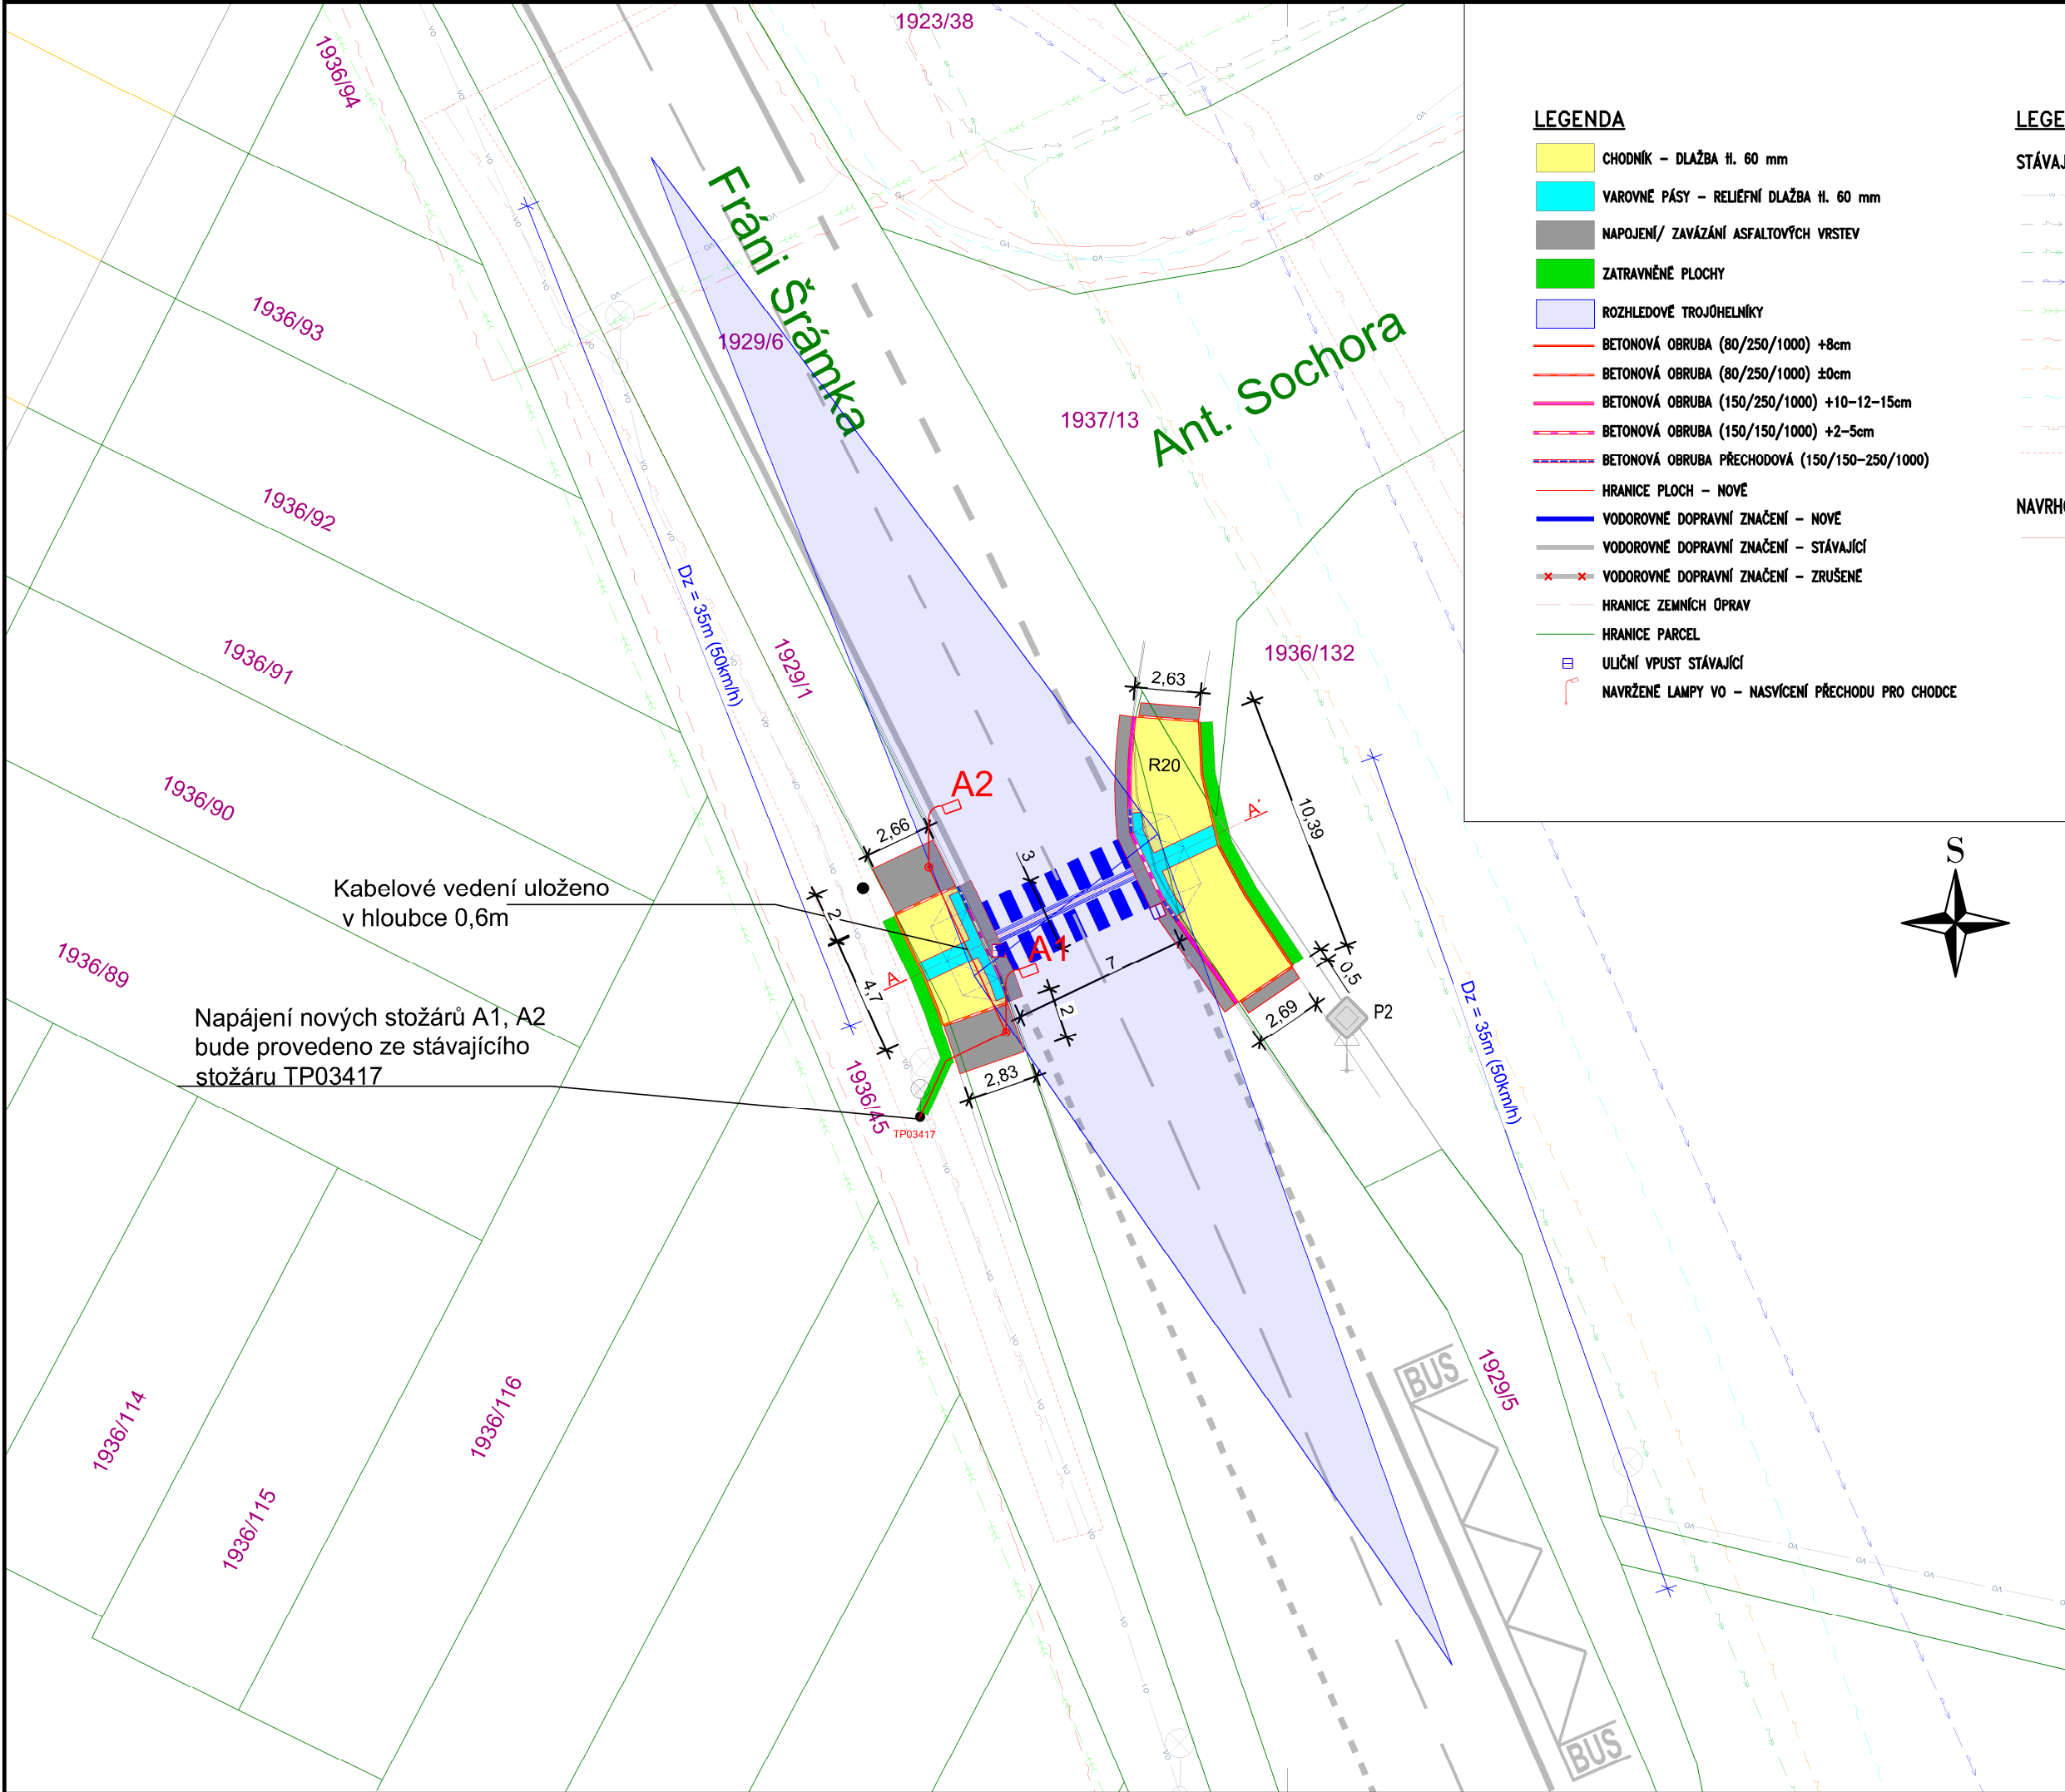 1923/38
1936/94
Fráni Šrámka
1936/93
1929/6
Ant. Sochora
1937/13
1936/92
Dz = 35m (50km/h)
1929/1
1936/132
1936/91
2,63
R20
A2
1936/90
2,66
10,39
A´
3
Kabelové vedení uloženo
v hloubce 0,6m
2
A1
1936/89
A
4,7
7
0,5
Napájení nových stožárů A1, A2
bude provedeno ze stávajícího
stožáru TP03417
2
2,69
P2
Dz = 35m (50km/h)
2,83
1936/45
TP03417
BUS
1929/5
1936/114
1936/116
1936/115
BUS
LEGENDA
CHODNÍK – DLAŽBA tl. 60 mm
VAROVNÉ PÁSY – RELIÉFNÍ DLAŽBA tl. 60 mm
NAPOJENÍ/ ZAVÁZÁNÍ ASFALTOVÝCH VRSTEV
ZATRAVNĚNÉ PLOCHY
ROZHLEDOVÉ TROJÚHELNÍKY
BETONOVÁ OBRUBA (80/250/1000) +8cm
BETONOVÁ OBRUBA (80/250/1000) ±0cm
BETONOVÁ OBRUBA (150/250/1000) +10-12-15cm
BETONOVÁ OBRUBA (150/150/1000) +2-5cm
BETONOVÁ OBRUBA PŘECHODOVÁ (150/150-250/1000)
HRANICE PLOCH – NOVÉ
VODOROVNÉ DOPRAVNÍ ZNAČENÍ – NOVÉ
VODOROVNÉ DOPRAVNÍ ZNAČENÍ – STÁVAJÍCÍ
VODOROVNÉ DOPRAVNÍ ZNAČENÍ – ZRUŠENÉ
HRANICE ZEMNÍCH ÚPRAV
HRANICE PARCEL
ULIČNÍ VPUST STÁVAJÍCÍ
NAVRŽENÉ LAMPY VO – NASVÍCENÍ PŘECHODU PRO CHODCE
LEGE
STÁVAJ
NAVRHO
S